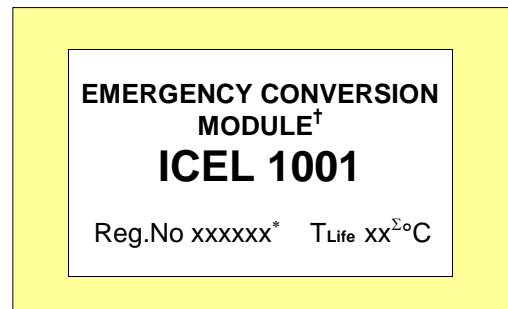 EMERGENCY CONVERSION
MODULE†
ICEL 1001
Reg.No xxxxxx* TLife xxΣ°C